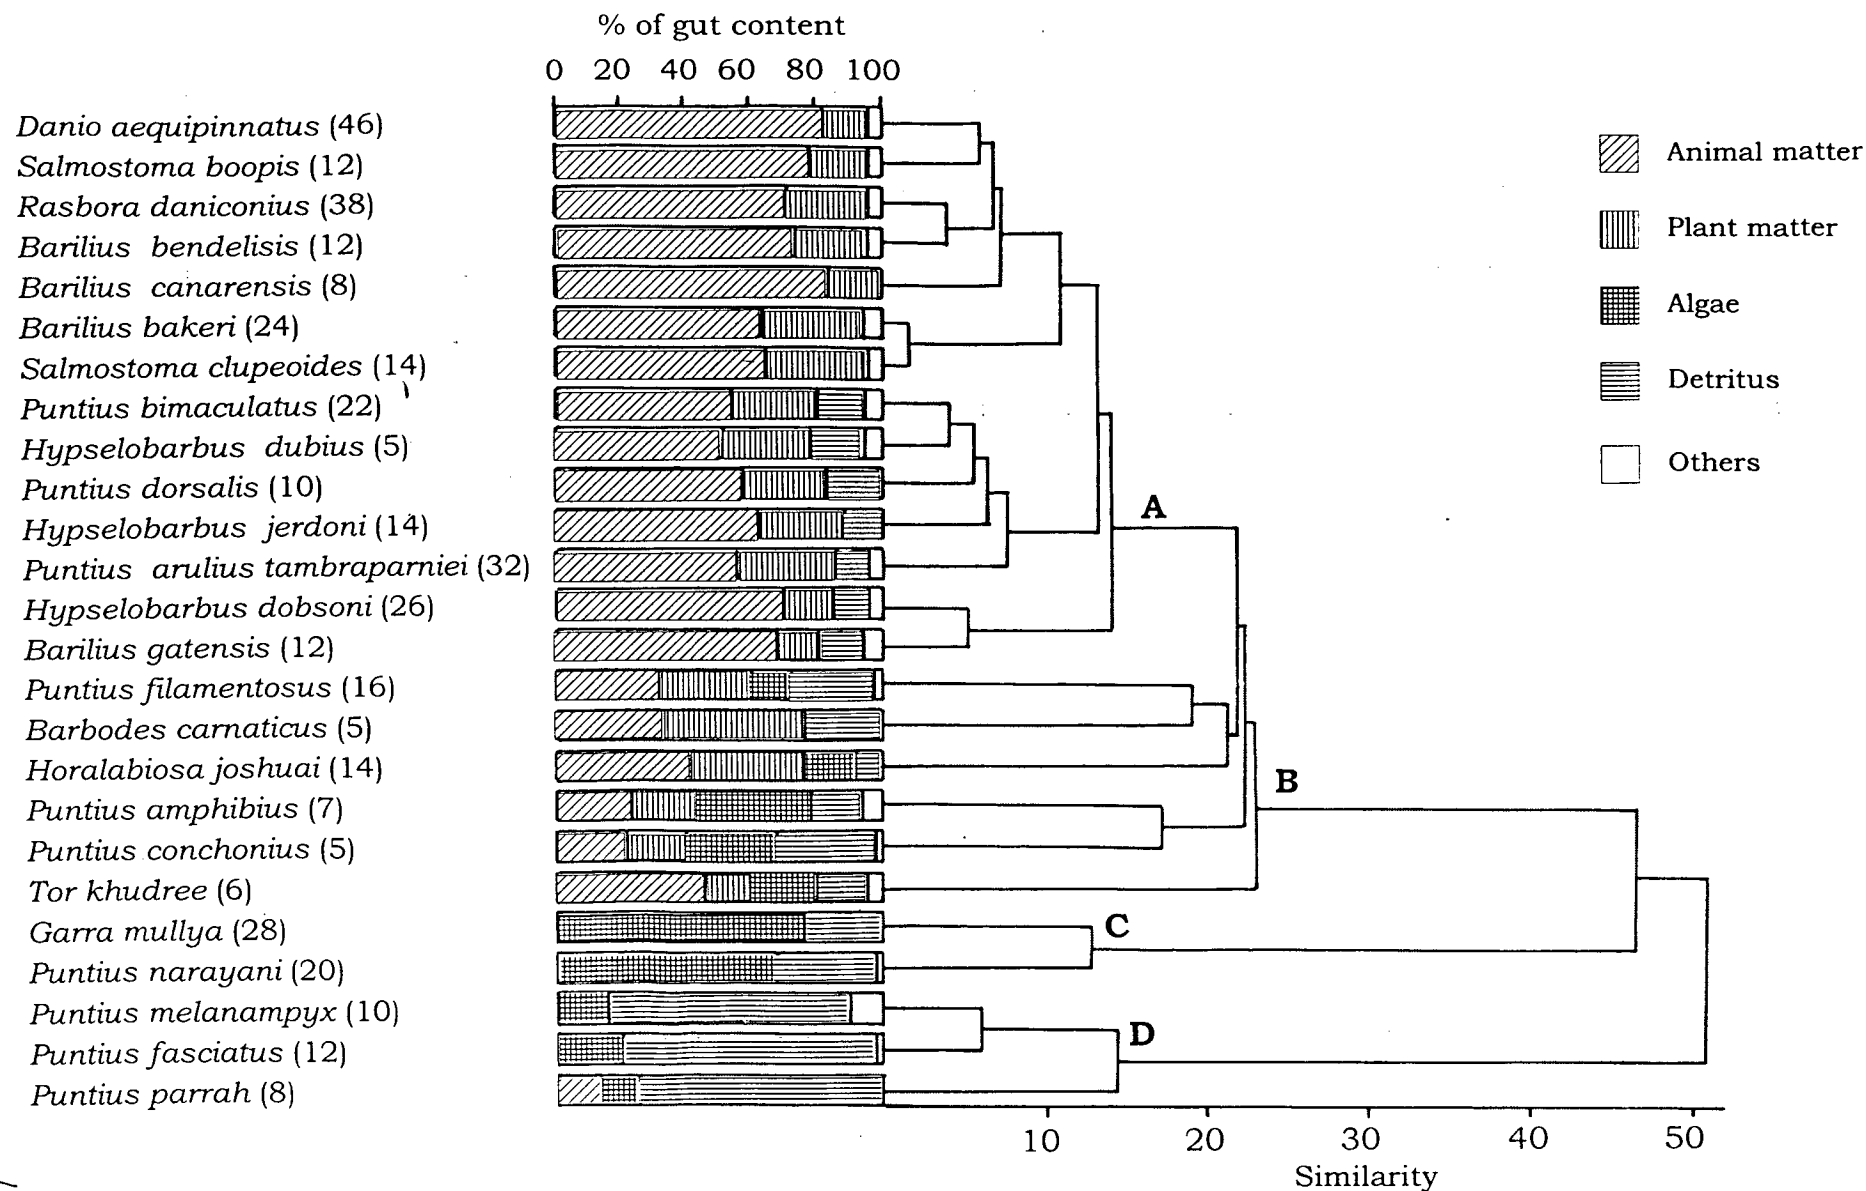 % of gut content
0 20 40 60 80 100
Danio aequipinnatus (46)
Salmostoma boopis (12)
Rasbora daniconius (38)
Barilius bendelisis (12)
Barilius canarensis (8)
Barilius bakeri (24)
Salmostoma clupeoides (14)
Puntius bimaculatus (22)
Hypselobarbus dubius (5)
Puntius dorsalis (10)
Hypselobarbus jerdoni (14)
Puntius arulius tambraparniei (32)
Hypselobarbus dobsoni (26)
Barilius gatensis (12)
Puntius filamentosus (16)
Barbodes carnaticus (5)
Horalabiosa joshuai (14)
Puntius amphibius (7)
Puntius conchonius (5)
Tor khudree (6)
Garra mullya (28)
Puntius narayani (20)
Puntius melanampyx (10)
Puntius fasciatus (12)
Puntius parrah (8)
A
B
C
D
10 20 30 40 50
Similarity
Animal matter
Plant matter
Algae
Detritus
Others